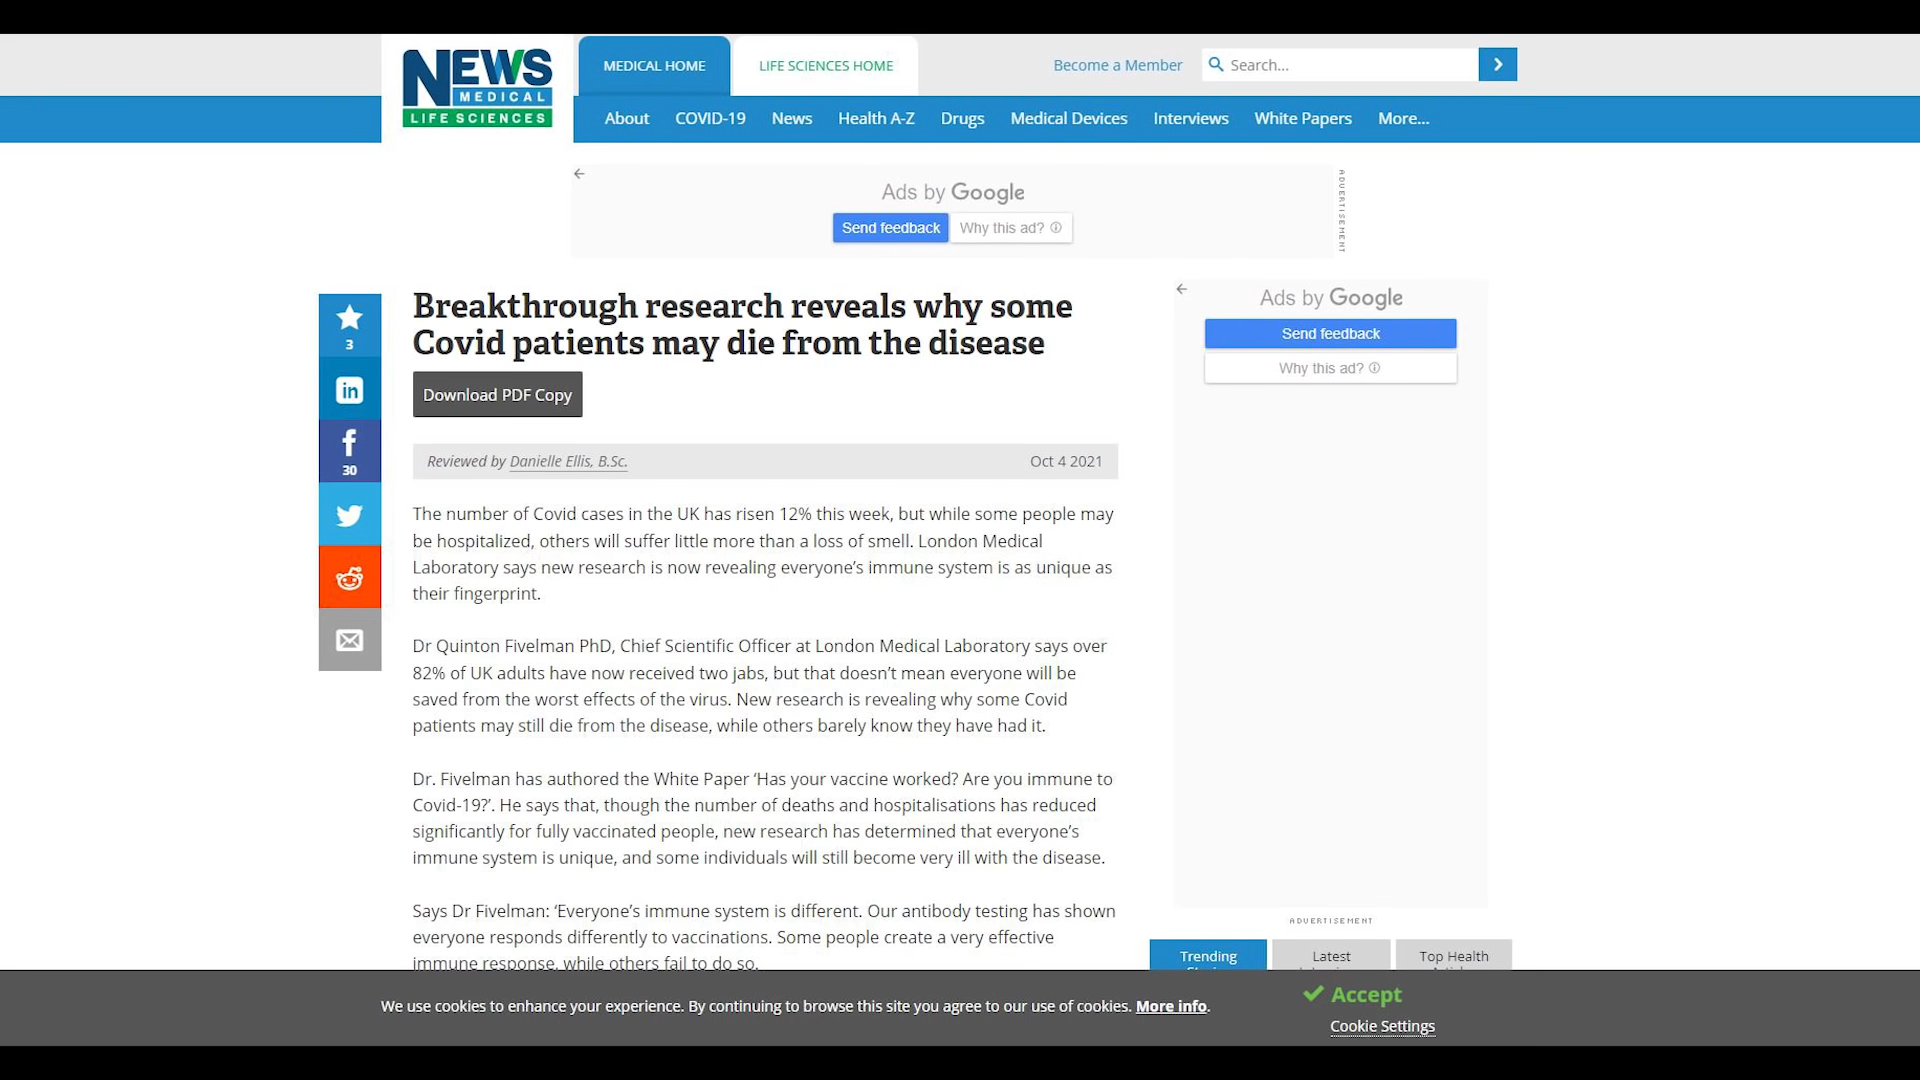 NEWS
MEDICAL
LIFE SCIENCES
MEDICAL HOME
LIFE SCIENCES HOME
Become a Member
Search...
About
COVID-19
News
Health A-Z
Drugs
Medical Devices
Interviews
White Papers
More...
Ads by Google
Send feedback
Why this ad?
ADVERTISEMENT
Breakthrough research reveals why some
Covid patients may die from the disease
Download PDF Copy
3
30
Reviewed by Danielle Ellis, B.Sc.
Oct 4 2021
The number of Covid cases in the UK has risen 12% this week, but while some people may
be hospitalized, others will suffer little more than a loss of smell. London Medical
Laboratory says new research is now revealing everyone’s immune system is as unique as
their fingerprint.
Dr Quinton Fivelman PhD, Chief Scientific Officer at London Medical Laboratory says over
82% of UK adults have now received two jabs, but that doesn’t mean everyone will be
saved from the worst effects of the virus. New research is revealing why some Covid
patients may still die from the disease, while others barely know they have had it.
Dr. Fivelman has authored the White Paper ‘Has your vaccine worked? Are you immune to
Covid-19?’. He says that, though the number of deaths and hospitalisations has reduced
significantly for fully vaccinated people, new research has determined that everyone’s
immune system is unique, and some individuals will still become very ill with the disease.
Says Dr Fivelman: ‘Everyone’s immune system is different. Our antibody testing has shown
everyone responds differently to vaccinations. Some people create a very effective
immune response, while others fail to do so.
Ads by Google
Send feedback
Why this ad?
ADVERTISEMENT
Trending
Latest
Top Health
We use cookies to enhance your experience. By continuing to browse this site you agree to our use of cookies. More info.
Accept
Cookie Settings